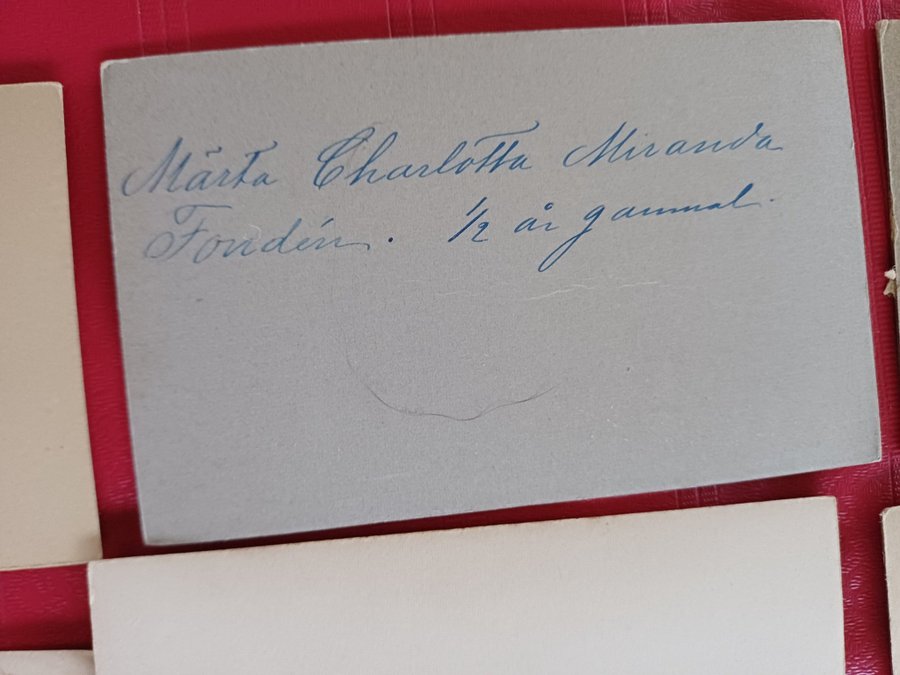 Märta Charlotta Miranda
Fondén. 1/2 år gammal.